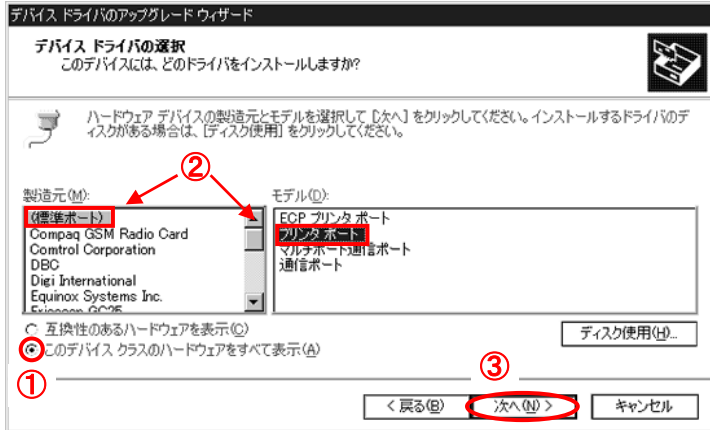 デバイス ドライバのアップグレード ウィザード
デバイス ドライバの選択
このデバイスには、どのドライバをインストールしますか?
ハードウェア デバイスの製造元とモデルを選択して [次へ] をクリックしてください。インストールするドライバのデ
ィスクがある場合は、[ディスク使用] をクリックしてください。
②
製造元(M):
モデル(D):
(標準ポート)
Compaq GSM Radio Card
Comtrol Corporation
DBC
Digi International
Equinox Systems Inc.
Ericsson GC25
ECP プリンタ ポート
プリンタ ポート
マルチポート通信ポート
通信ポート
互換性のあるハードウェアを表示(C)
このデバイス クラスのハードウェアをすべて表示(A)
ディスク使用(H)...
①
③
< 戻る(B)
次へ(N) >
キャンセル